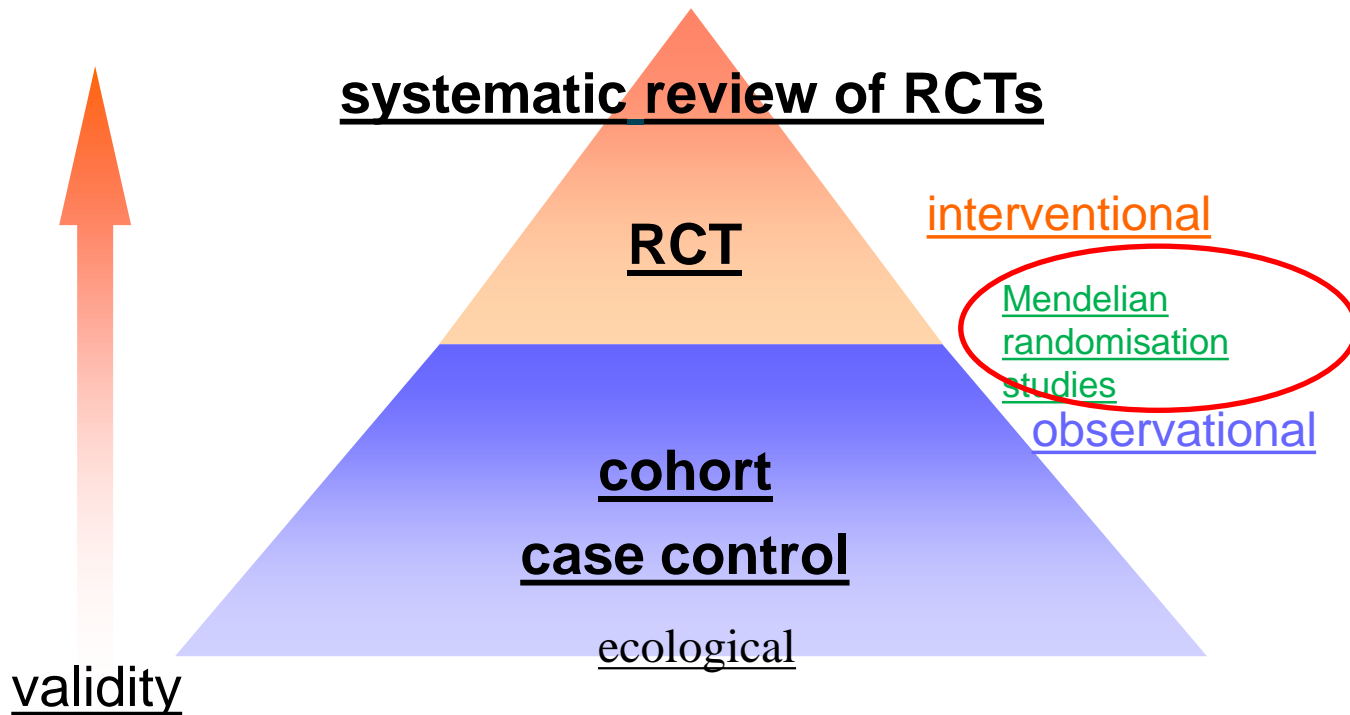 systematic review of RCTs
interventional
RCT
Mendelian
randomisation
studies
observational
cohort
case control
ecological
validity